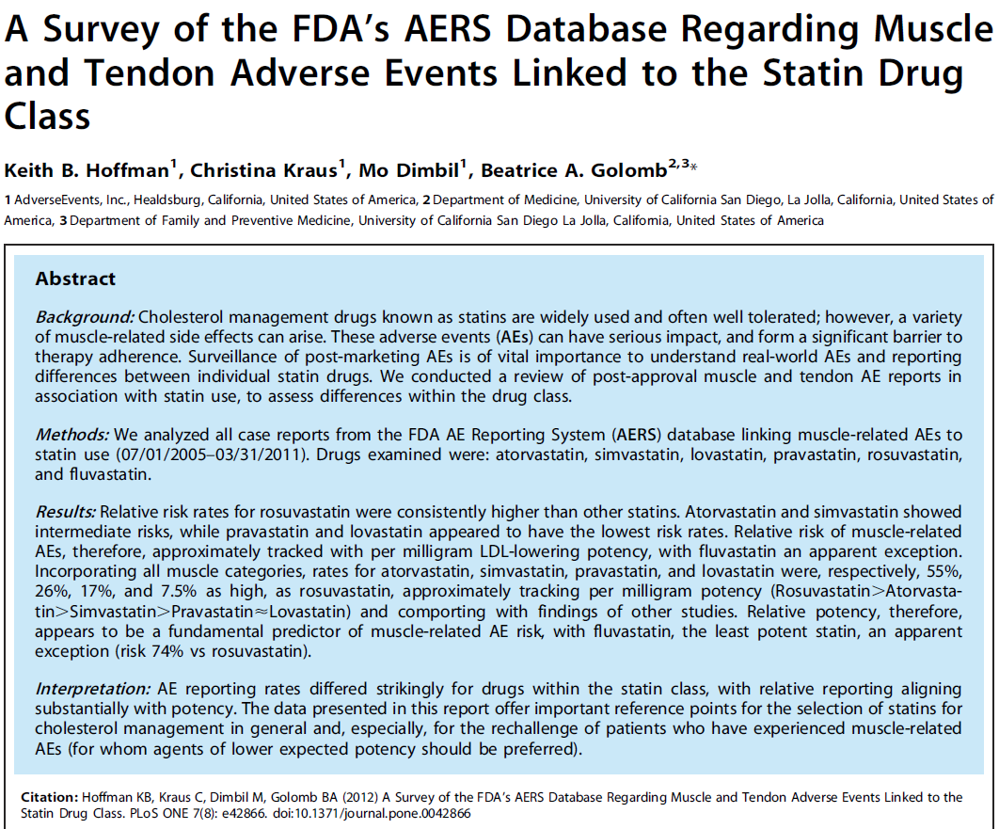 A Survey of the FDA's AERS Database Regarding Muscle
and Tendon Adverse Events Linked to the Statin Drug
Class
Keith B. Hoffman1, Christina Kraus1, Mo Dimbil1, Beatrice A. Golomb2,3*
1 AdverseEvents, Inc., Healdsburg, California, United States of America, 2 Department of Medicine, University of California San Diego, La Jolla, California, United States of
America, 3 Department of Family and Preventive Medicine, University of California San Diego La Jolla, California, United States of America
Abstract
Background: Cholesterol management drugs known as statins are widely used and often well tolerated; however, a variety
of muscle-related side effects can arise. These adverse events (AEs) can have serious impact, and form a significant barrier to
therapy adherence. Surveillance of post-marketing AEs is of vital importance to understand real-world AEs and reporting
differences between individual statin drugs. We conducted a review of post-approval muscle and tendon AE reports in
association with statin use, to assess differences within the drug class.
Methods: We analyzed all case reports from the FDA AE Reporting System (AERS) database linking muscle-related AEs to
statin use (07/01/2005–03/31/2011). Drugs examined were: atorvastatin, simvastatin, lovastatin, pravastatin, rosuvastatin,
and fluvastatin.
Results: Relative risk rates for rosuvastatin were consistently higher than other statins. Atorvastatin and simvastatin showed
intermediate risks, while pravastatin and lovastatin appeared to have the lowest risk rates. Relative risk of muscle-related
AEs, therefore, approximately tracked with per milligram LDL-lowering potency, with fluvastatin an apparent exception.
Incorporating all muscle categories, rates for atorvastatin, simvastatin, pravastatin, and lovastatin were, respectively, 55%,
26%, 17%, and 7.5% as high, as rosuvastatin, approximately tracking per milligram potency (Rosuvastatin>Atorvasta-
tin>Simvastatin>Pravastatin≈Lovastatin) and comporting with findings of other studies. Relative potency, therefore,
appears to be a fundamental predictor of muscle-related AE risk, with fluvastatin, the least potent statin, an apparent
exception (risk 74% vs rosuvastatin).
Interpretation: AE reporting rates differed strikingly for drugs within the statin class, with relative reporting aligning
substantially with potency. The data presented in this report offer important reference points for the selection of statins for
cholesterol management in general and, especially, for the rechallenge of patients who have experienced muscle-related
AEs (for whom agents of lower expected potency should be preferred).
Citation: Hoffman KB, Kraus C, Dimbil M, Golomb BA (2012) A Survey of the FDA's AERS Database Regarding Muscle and Tendon Adverse Events Linked to the
Statin Drug Class. PLoS ONE 7(8): e42866. doi:10.1371/journal.pone.0042866